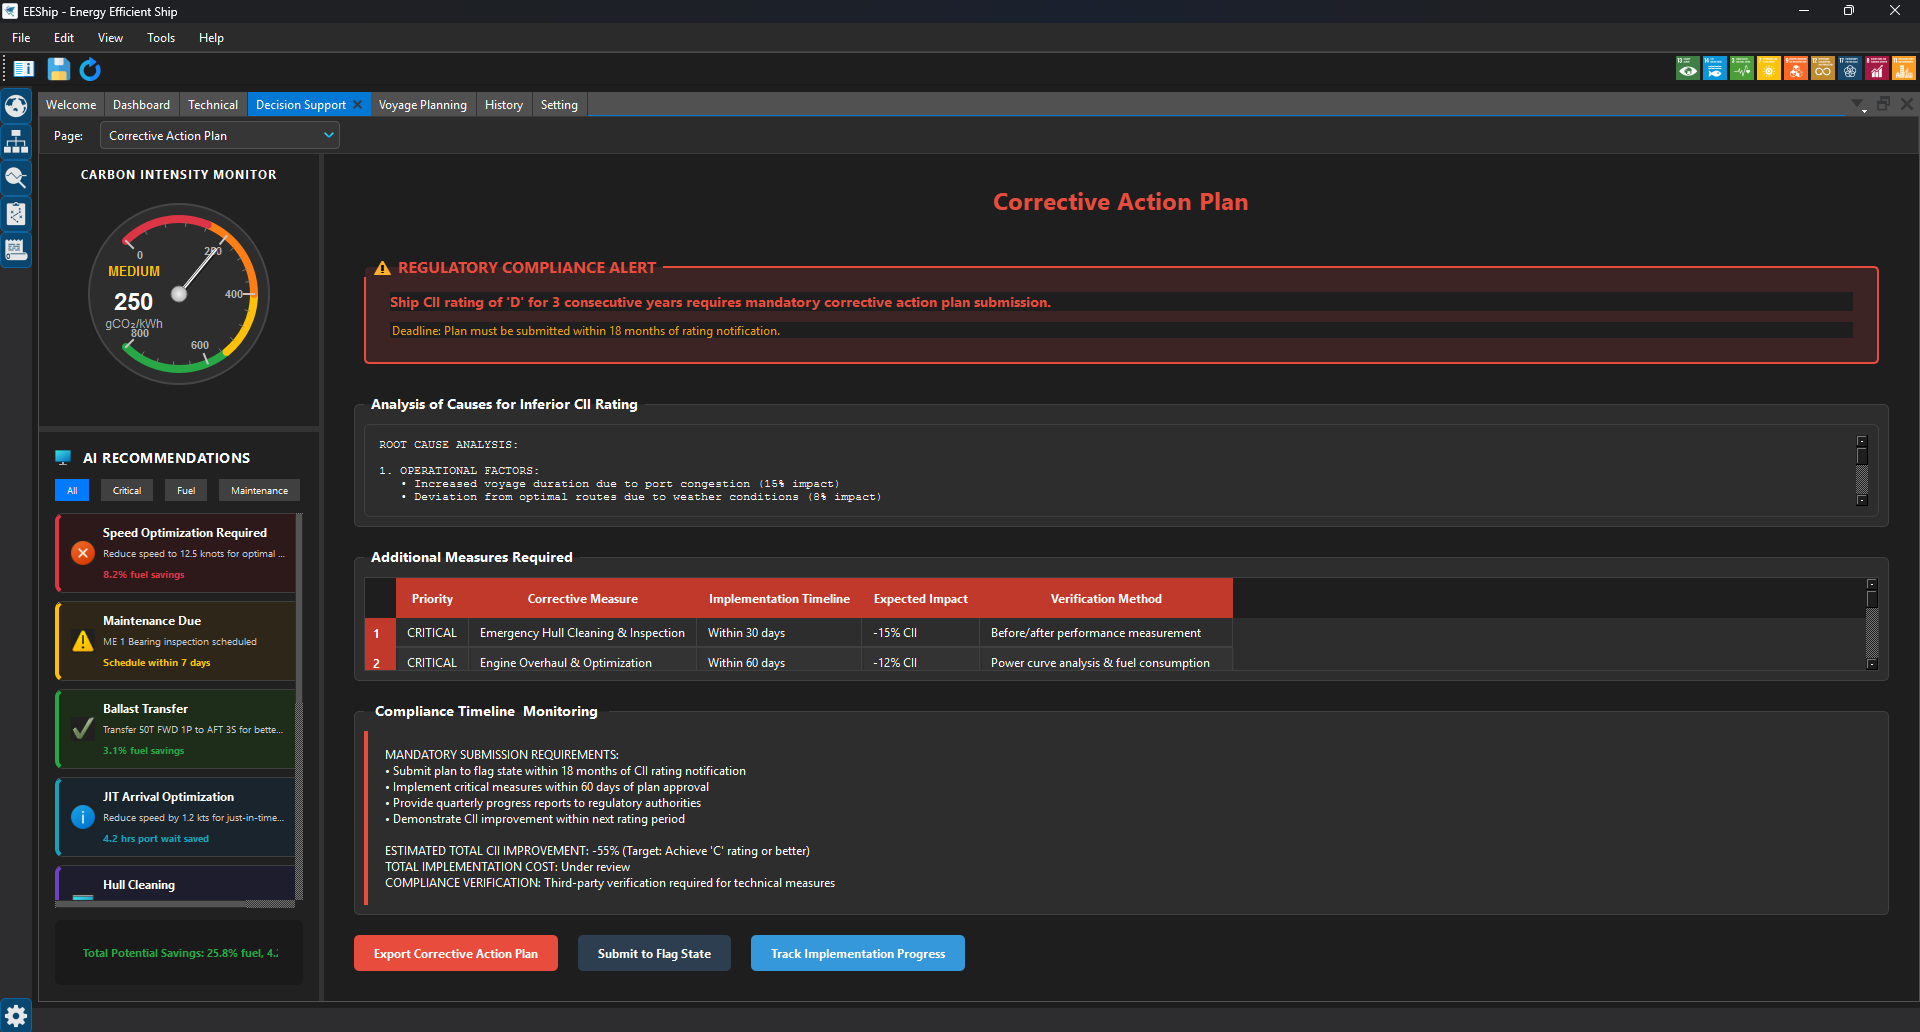 EEShip - Energy Efficient Ship
File Edit View Tools Help
Welcome Dashboard Technical Decision Support Voyage Planning History Setting
Page: Corrective Action Plan
CARBON INTENSITY MONITOR
0
200
400
600
800
MEDIUM
250
gCO₂/kWh
AI RECOMMENDATIONS
All Critical Fuel Maintenance
Speed Optimization Required
Reduce speed to 12.5 knots for optimal ...
8.2% fuel savings
Maintenance Due
ME 1 Bearing inspection scheduled
Schedule within 7 days
Ballast Transfer
Transfer 50T FWD 1P to AFT 3S for bette...
3.1% fuel savings
JIT Arrival Optimization
Reduce speed by 1.2 kts for just-in-time...
4.2 hrs port wait saved
Hull Cleaning
Total Potential Savings: 25.8% fuel, 4.
Corrective Action Plan
REGULATORY COMPLIANCE ALERT
Ship CII rating of 'D' for 3 consecutive years requires mandatory corrective action plan submission.
Deadline: Plan must be submitted within 18 months of rating notification.
Analysis of Causes for Inferior CII Rating
ROOT CAUSE ANALYSIS:
1. OPERATIONAL FACTORS:
• Increased voyage duration due to port congestion (15% impact)
• Deviation from optimal routes due to weather conditions (8% impact)
Additional Measures Required
Priority Corrective Measure Implementation Timeline Expected Impact Verification Method
1 CRITICAL Emergency Hull Cleaning & Inspection Within 30 days -15% CII Before/after performance measurement
2 CRITICAL Engine Overhaul & Optimization Within 60 days -12% CII Power curve analysis & fuel consumption
Compliance Timeline  Monitoring
MANDATORY SUBMISSION REQUIREMENTS:
• Submit plan to flag state within 18 months of CII rating notification
• Implement critical measures within 60 days of plan approval
• Provide quarterly progress reports to regulatory authorities
• Demonstrate CII improvement within next rating period
ESTIMATED TOTAL CII IMPROVEMENT: -55% (Target: Achieve 'C' rating or better)
TOTAL IMPLEMENTATION COST: Under review
COMPLIANCE VERIFICATION: Third-party verification required for technical measures
Export Corrective Action Plan Submit to Flag State Track Implementation Progress